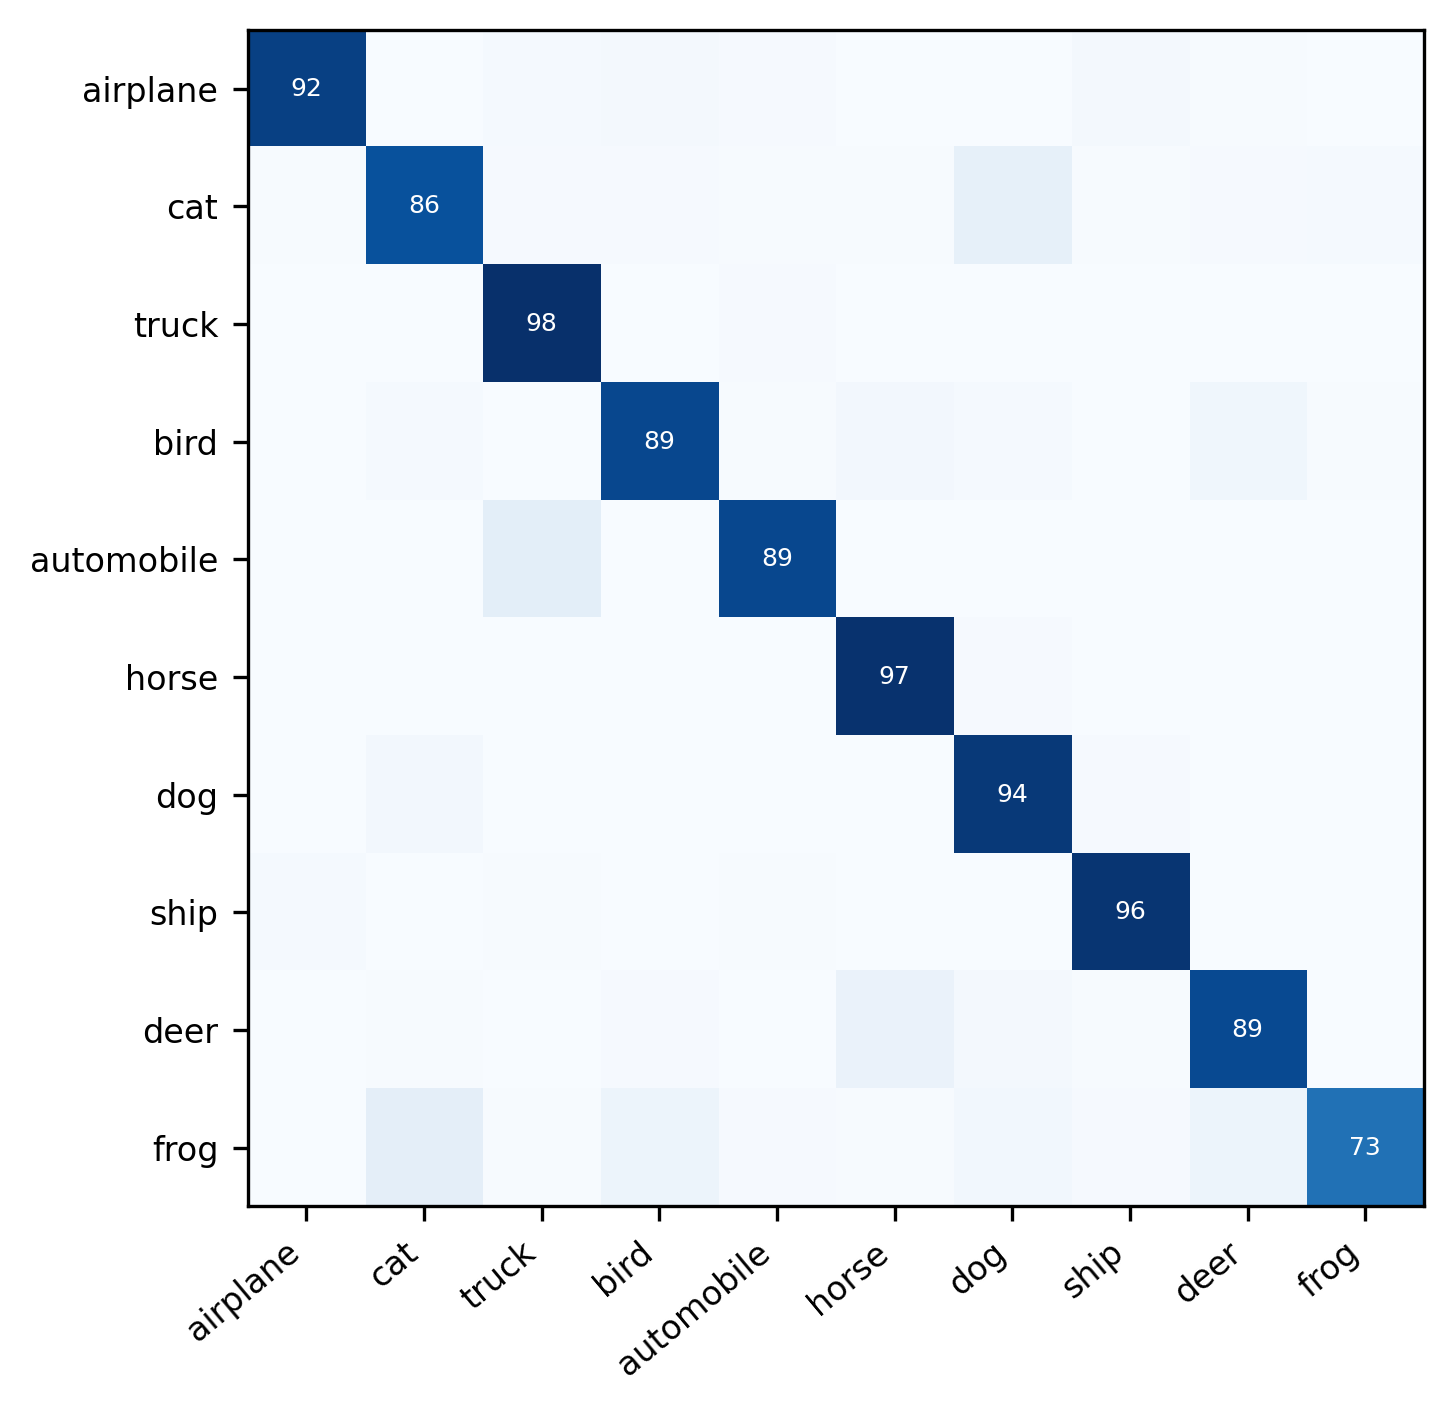 airplane
92
cat
86
truck
98
bird
89
automobile
89
horse
97
dog
94
ship
96
deer
89
frog
73
airplane
cat
truck
bird
automobile
horse
dog
ship
deer
frog